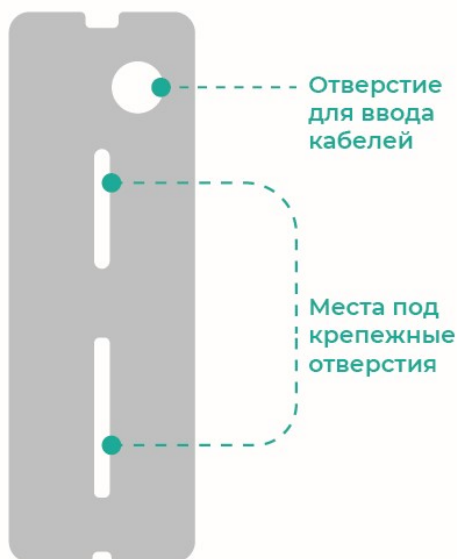 Отверстие
для ввода
кабелей
Места под
крепежные
отверстия